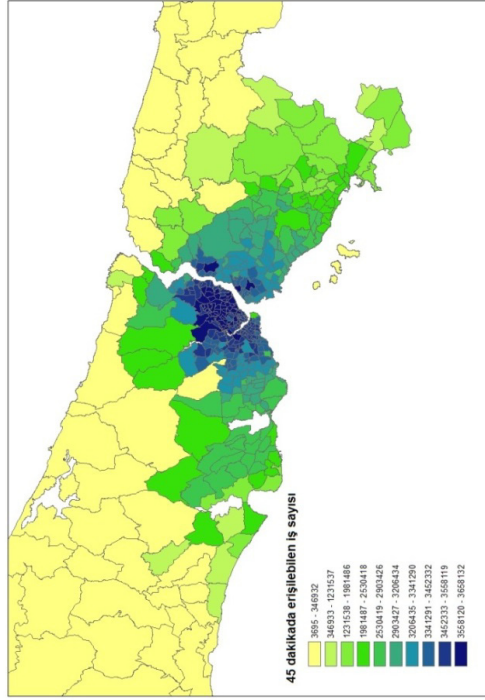 45 dakikada erişilebilen iş sayısı
3695 - 346932
346933 - 1231537
1231538 - 1981486
1981487 - 2530418
2530419 - 2903426
2903427 - 3206434
3206435 - 3341290
3341291 - 3452332
3452333 - 3558119
3558120 - 3658132